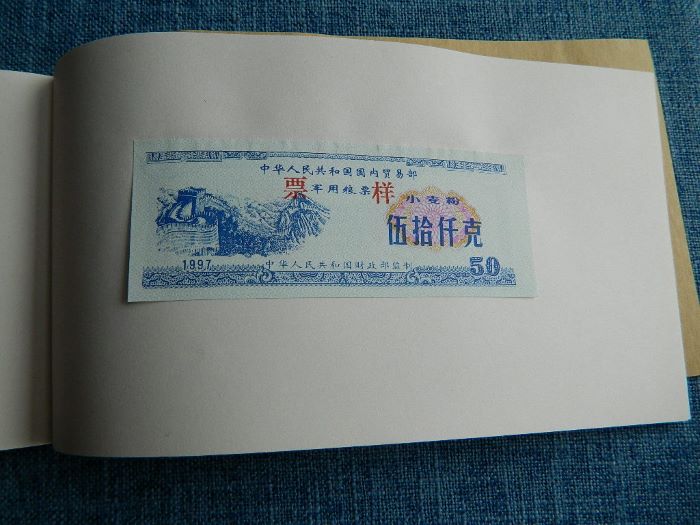 中华人民共和国国内贸易部
军用粮票
票样
小麦粉
伍拾仟克
1997
中华人民共和国财政部监制
50